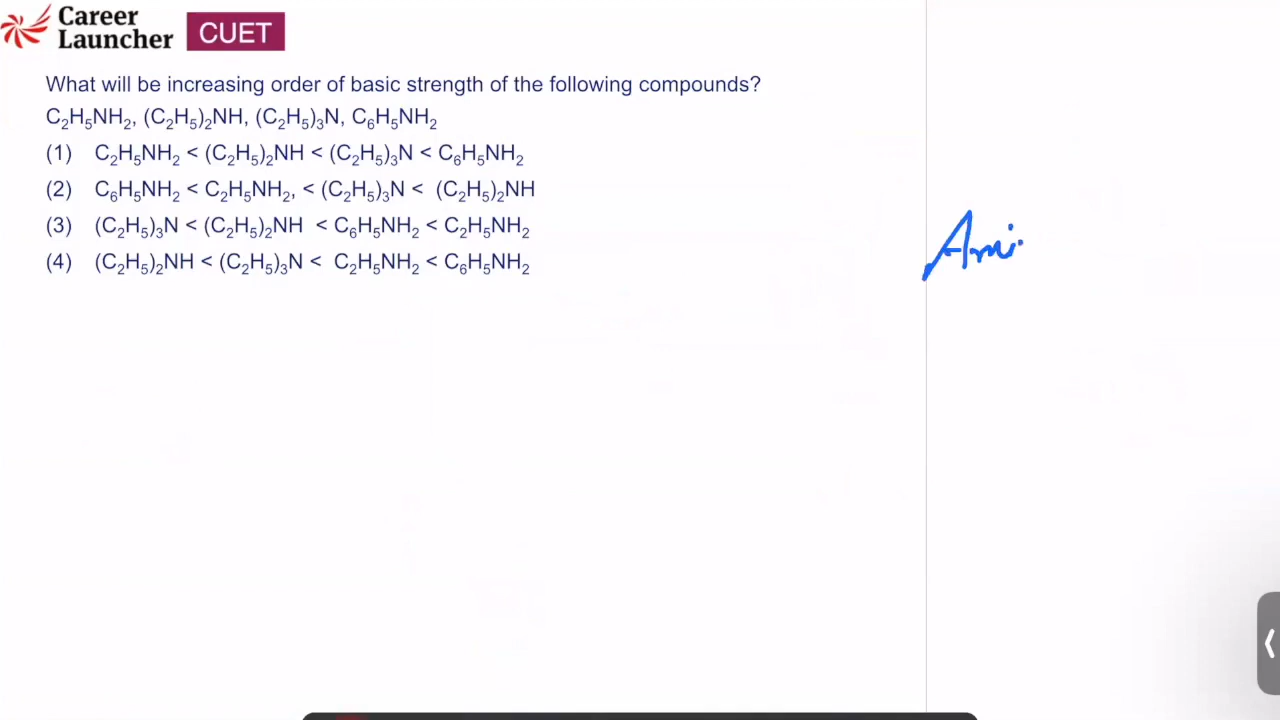 Career
Launcher
CUET
What will be increasing order of basic strength of the following compounds?
C₂H₅NH₂, (C₂H₅)₂NH, (C₂H₅)₃N, C₆H₅NH₂
(1) C₂H₅NH₂ < (C₂H₅)₂NH < (C₂H₅)₃N < C₆H₅NH₂
(2) C₆H₅NH₂ < C₂H₅NH₂, < (C₂H₅)₃N < (C₂H₅)₂NH
(3) (C₂H₅)₃N < (C₂H₅)₂NH < C₆H₅NH₂ < C₂H₅NH₂
(4) (C₂H₅)₂NH < (C₂H₅)₃N < C₂H₅NH₂ < C₆H₅NH₂
Ami